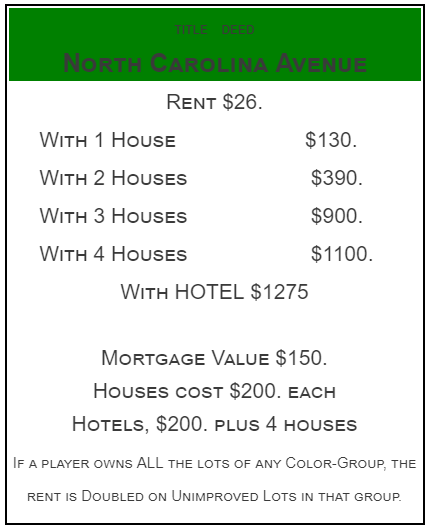 TITLE DEED
NORTH CAROLINA AVENUE
RENT $26.
WITH 1 HOUSE $130.
WITH 2 HOUSES $390.
WITH 3 HOUSES $900.
WITH 4 HOUSES $1100.
WITH HOTEL $1275
MORTGAGE VALUE $150.
HOUSES COST $200. EACH
HOTELS, $200. PLUS 4 HOUSES
IF A PLAYER OWNS ALL THE LOTS OF ANY COLOR-GROUP, THE
RENT IS DOUBLED ON UNIMPROVED LOTS IN THAT GROUP.